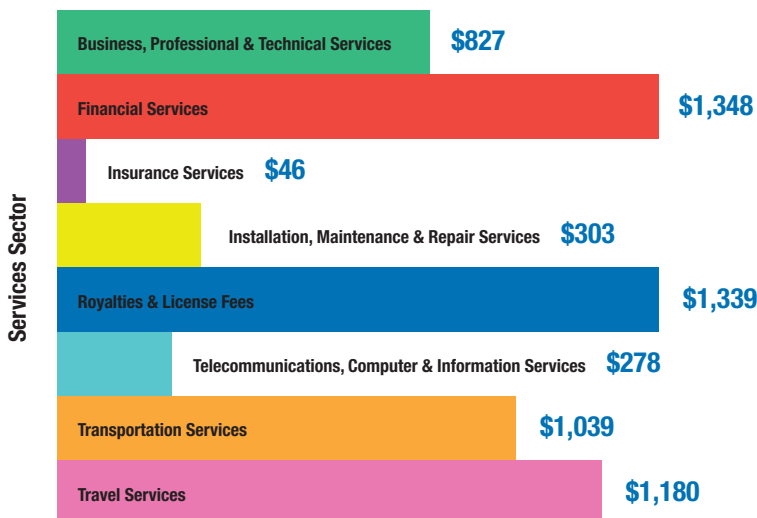 Services Sector
Business, Professional & Technical Services $827
Financial Services $1,348
Insurance Services $46
Installation, Maintenance & Repair Services $303
Royalties & License Fees $1,339
Telecommunications, Computer & Information Services $278
Transportation Services $1,039
Travel Services $1,180